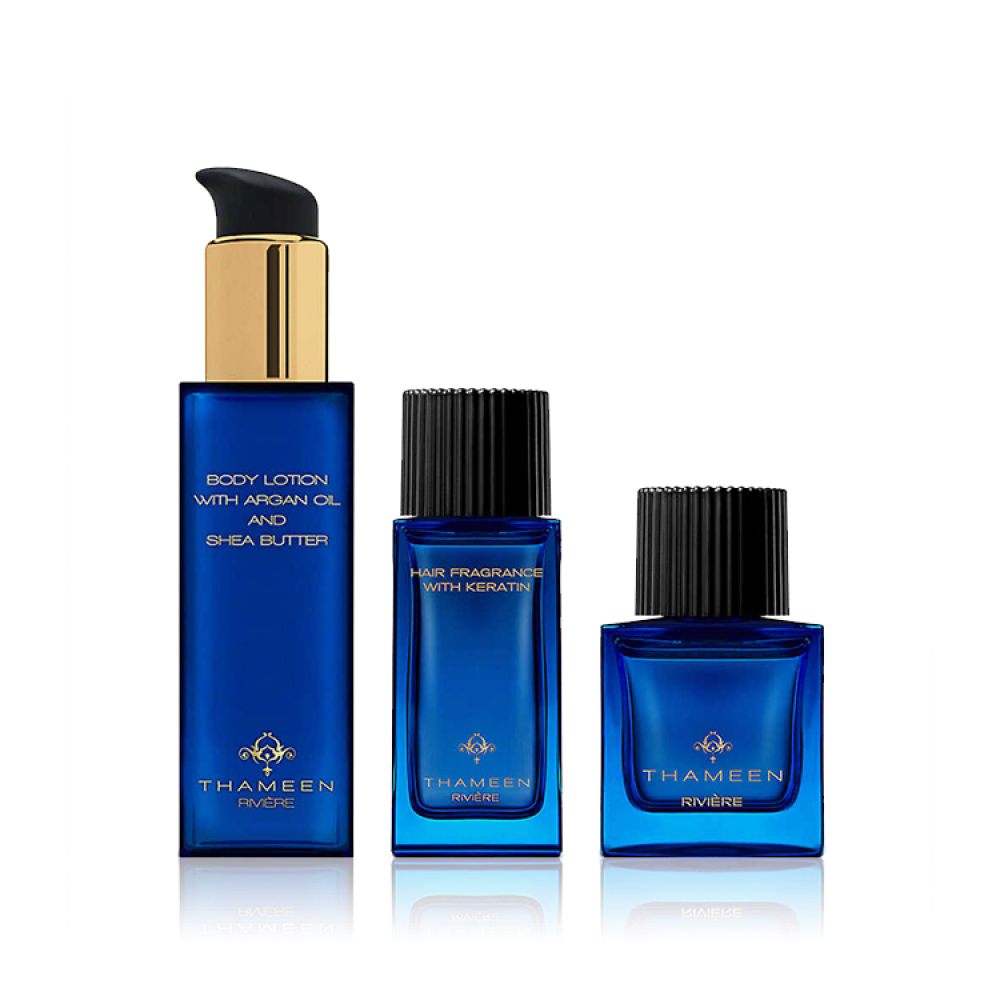 BODY LOTION
WITH ARGAN OIL
AND
SHEA BUTTER
THAMEEN
RIVIÈRE
HAIR FRAGRANCE
WITH KERATIN
THAMEEN
RIVIÈRE
THAMEEN
RIVIÈRE